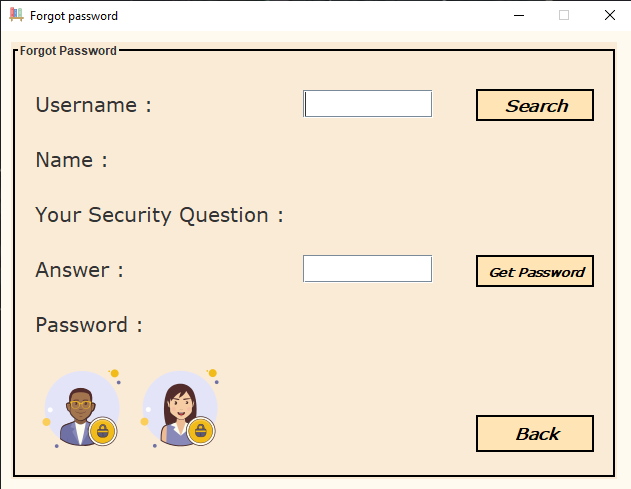 Forgot password
Forgot Password
Username :
Search
Name :
Your Security Question :
Answer :
Get Password
Password :
Back